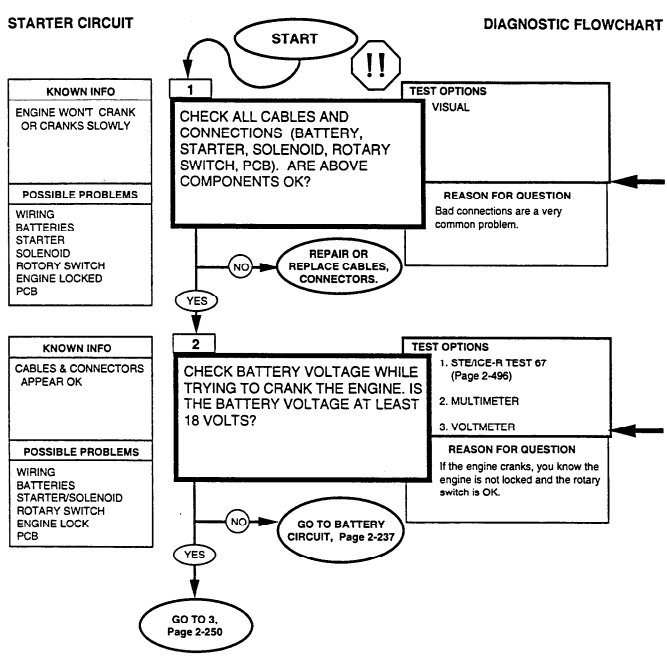 STARTER CIRCUIT
DIAGNOSTIC FLOWCHART
START
!!
1
KNOWN INFO
ENGINE WON'T CRANK
OR CRANKS SLOWLY
POSSIBLE PROBLEMS
WIRING
BATTERIES
STARTER
SOLENOID
ROTORY SWITCH
ENGINE LOCKED
PCB
CHECK ALL CABLES AND
CONNECTIONS (BATTERY,
STARTER, SOLENOID, ROTARY
SWITCH, PCB). ARE ABOVE
COMPONENTS OK?
TEST OPTIONS
VISUAL
REASON FOR QUESTION
Bad connections are a very
common problem.
NO
REPAIR OR
REPLACE CABLES,
CONNECTORS.
YES
2
KNOWN INFO
CABLES & CONNECTORS
APPEAR OK
POSSIBLE PROBLEMS
WIRING
BATTERIES
STARTER/SOLENOID
ROTARY SWITCH
ENGINE LOCK
PCB
CHECK BATTERY VOLTAGE WHILE
TRYING TO CRANK THE ENGINE. IS
THE BATTERY VOLTAGE AT LEAST
18 VOLTS?
TEST OPTIONS
1. STE/ICE-R TEST 67
(Page 2-496)
2. MULTIMETER
3. VOLTMETER
REASON FOR QUESTION
If the engine cranks, you know the
engine is not locked and the rotary
switch is OK.
NO
GO TO BATTERY
CIRCUIT, Page 2-237
YES
GO TO 3,
Page 2-250